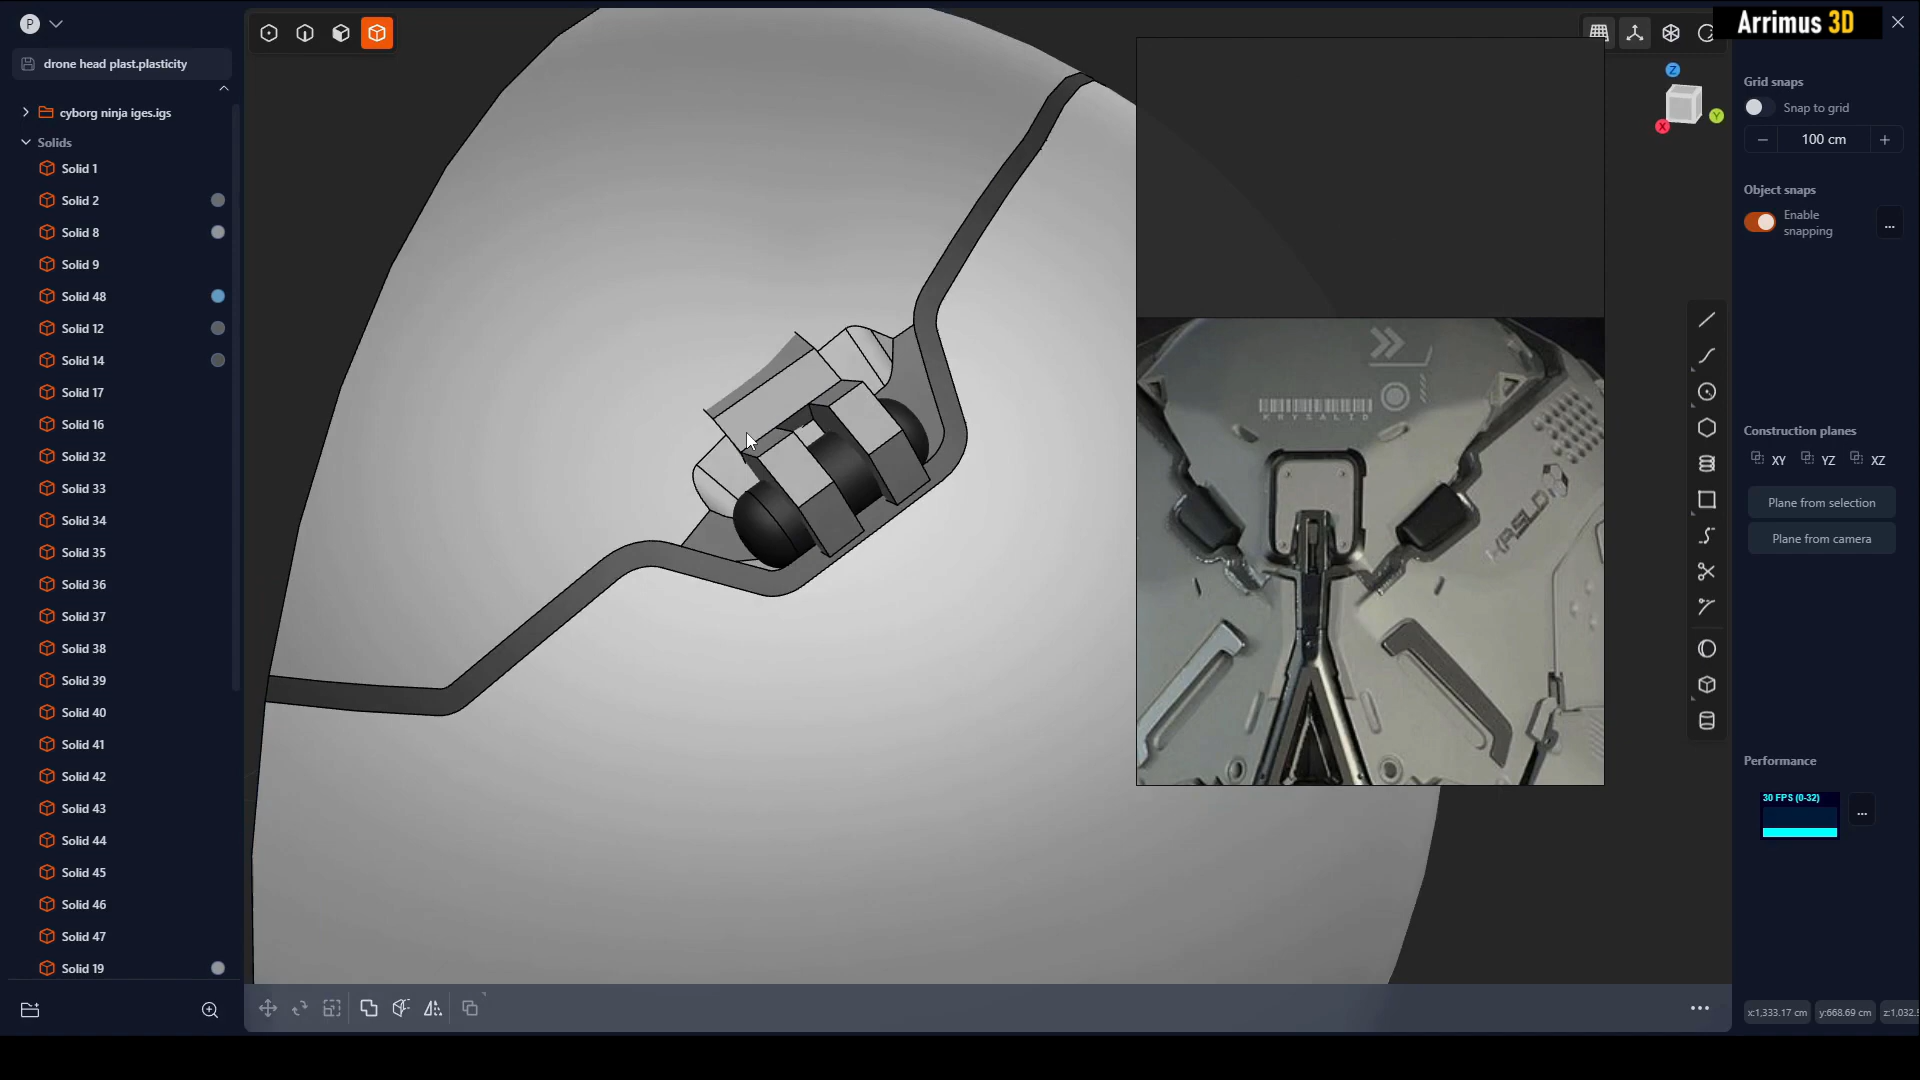 P
Arrimus 3D
drone head plast.plasticity
cyborg ninja iges.igs
Solids
Solid 1
Solid 2
Solid 8
Solid 9
Solid 48
Solid 12
Solid 14
Solid 17
Solid 16
Solid 32
Solid 33
Solid 34
Solid 35
Solid 36
Solid 37
Solid 38
Solid 39
Solid 40
Solid 41
Solid 42
Solid 43
Solid 44
Solid 45
Solid 46
Solid 47
Solid 19
Z
Y
X
KRYSALID
KASLD
Grid snaps
Snap to grid
100 cm
Object snaps
Enable
snapping
...
Construction planes
XY
YZ
XZ
Plane from selection
Plane from camera
Performance
30 FPS (0-32)
...
x:1,333.17 cm
y:668.69 cm
z:1,032.5